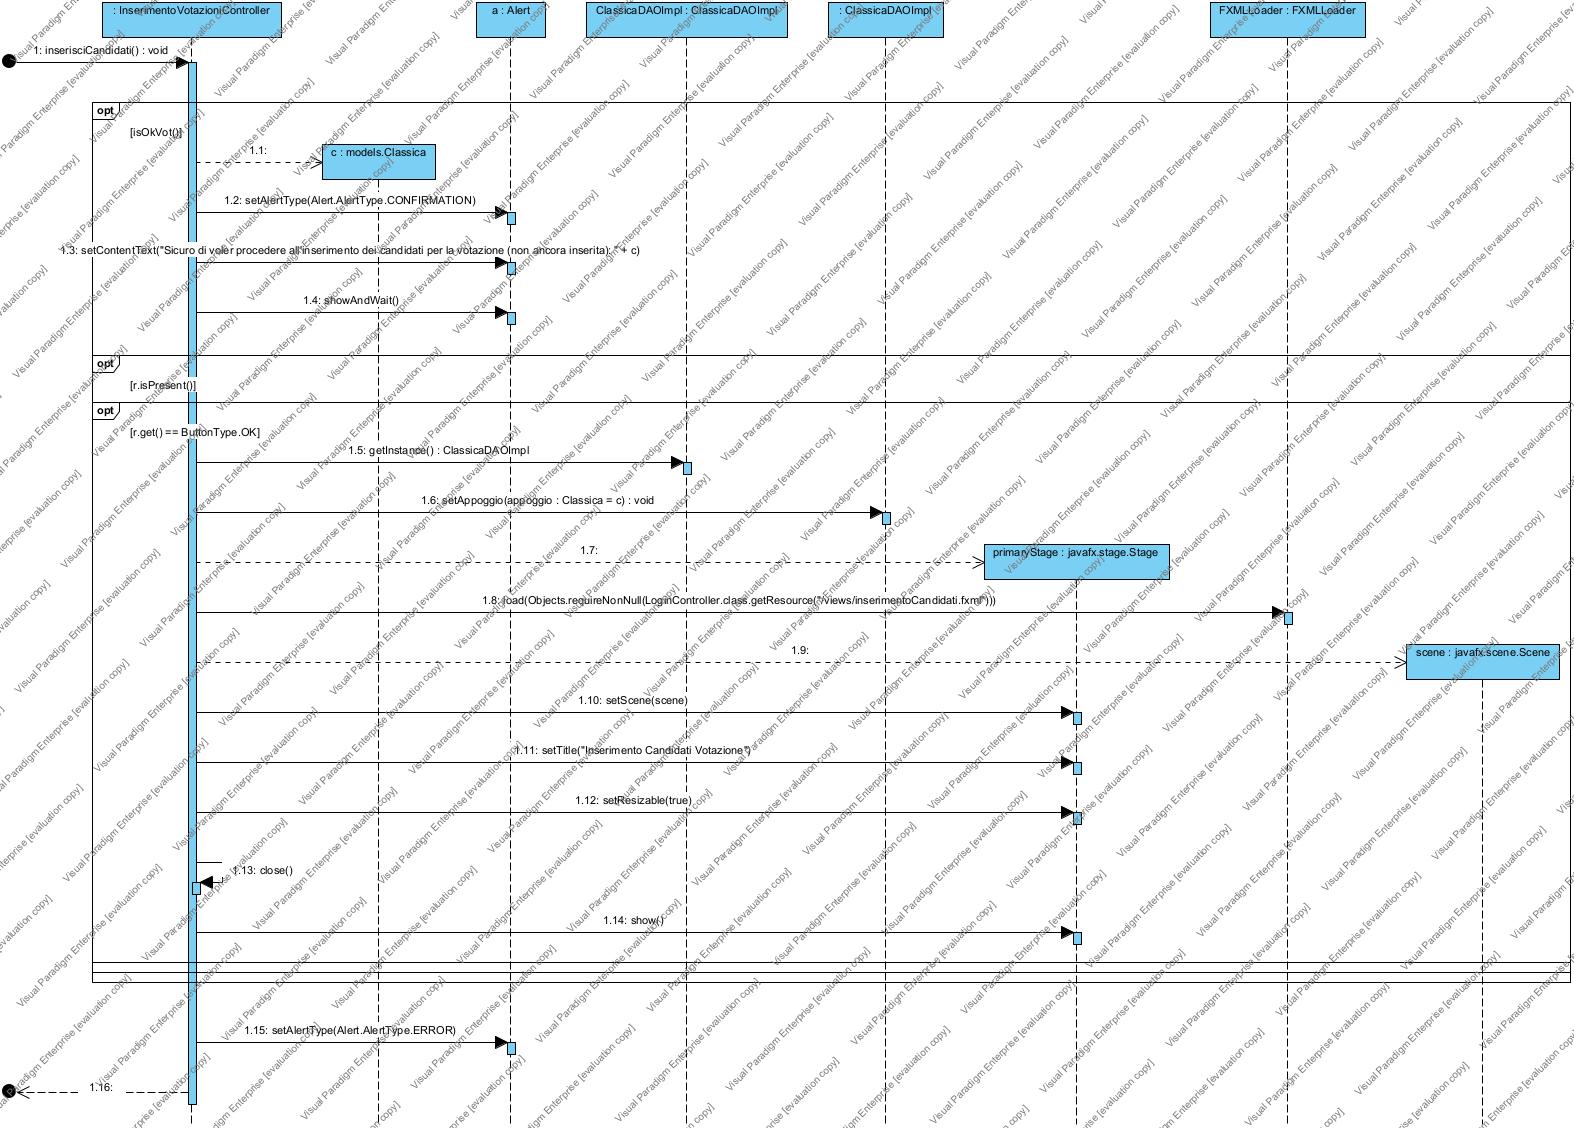 : InserimentoVotazioniController
a : Alert
ClassicaDAOImpl : ClassicaDAOImpl
: ClassicaDAOImpl
FXMLLoader : FXMLLoader
1: inserisciCandidati() : void
opt
[isOkVot()]
1.1:
c : models.Classica
1.2: setAlertType(Alert.AlertType.CONFIRMATION)
1.3: setContentText("Sicuro di voler procedere all'inserimento dei candidati per la votazione (non ancora inserita): " + c)
1.4: showAndWait()
opt
[r.isPresent()]
opt
[r.get() == ButtonType.OK]
1.5: getInstance() : ClassicaDAOImpl
1.6: setAppoggio(appoggio : Classica = c) : void
1.7:
primaryStage : javafx.stage.Stage
1.8: load(Objects.requireNonNull(LoginController.class.getResource("/views/inserimentoCandidati.fxml")))
1.9:
scene : javafx.scene.Scene
1.10: setScene(scene)
1.11: setTitle("Inserimento Candidati Votazione")
1.12: setResizable(true)
1.13: close()
1.14: show()
1.15: setAlertType(Alert.AlertType.ERROR)
1.16:
Visual Paradigm Enterprise [evaluation copy]